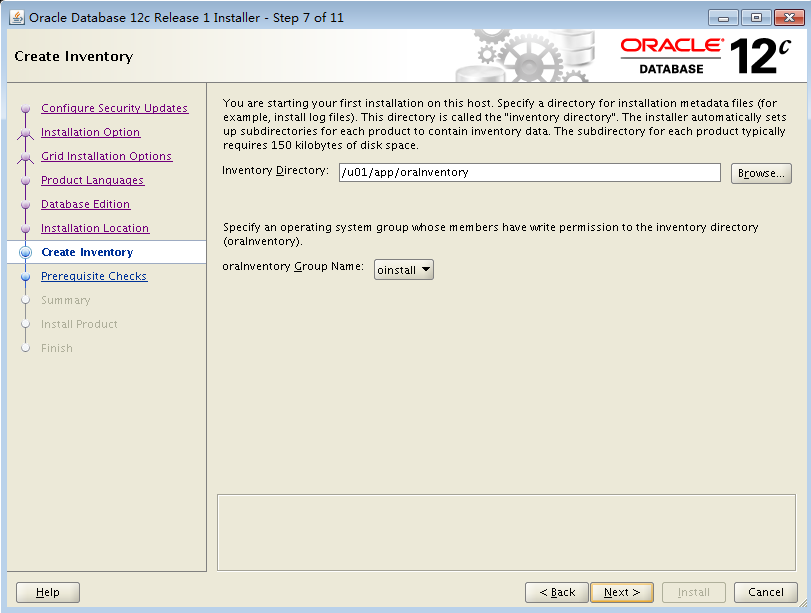 Oracle Database 12c Release 1 Installer - Step 7 of 11
Create Inventory
ORACLE® 12c
DATABASE
Configure Security Updates
Installation Option
Grid Installation Options
Product Languages
Database Edition
Installation Location
Create Inventory
Prerequisite Checks
Summary
Install Product
Finish
You are starting your first installation on this host. Specify a directory for installation metadata files (for
example, install log files). This directory is called the "inventory directory". The installer automatically sets
up subdirectories for each product to contain inventory data. The subdirectory for each product typically
requires 150 kilobytes of disk space.
Inventory Directory: /u01/app/oraInventory Browse...
Specify an operating system group whose members have write permission to the inventory directory
(oraInventory).
oraInventory Group Name: oinstall
Help < Back Next > Install Cancel